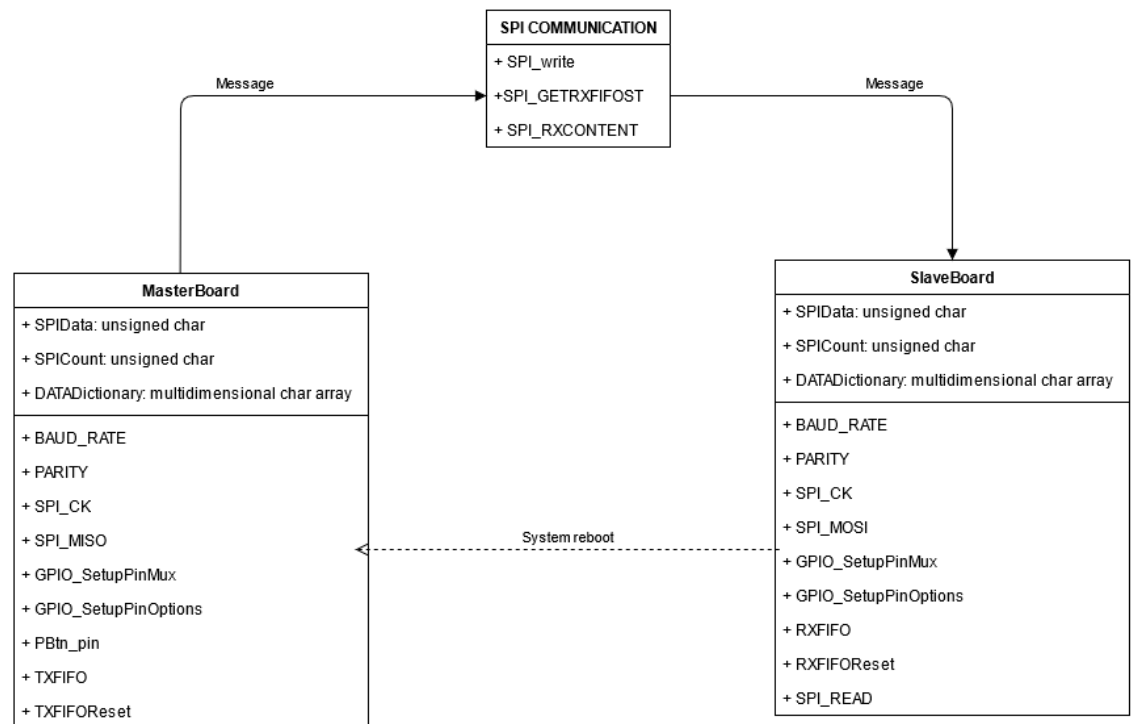 SPI COMMUNICATION
+ SPI_write
+SPI_GETRXFIFOST
+ SPI_RXCONTENT
Message
Message
MasterBoard
+ SPIData: unsigned char
+ SPICount: unsigned char
+ DATADictionary: multidimensional char array
+ BAUD_RATE
+ PARITY
+ SPI_CK
+ SPI_MISO
+ GPIO_SetupPinMux
+ GPIO_SetupPinOptions
+ PBtn_pin
+ TXFIFO
+ TXFIFOReset
System reboot
SlaveBoard
+ SPIData: unsigned char
+ SPICount: unsigned char
+ DATADictionary: multidimensional char array
+ BAUD_RATE
+ PARITY
+ SPI_CK
+ SPI_MOSI
+ GPIO_SetupPinMux
+ GPIO_SetupPinOptions
+ RXFIFO
+ RXFIFOReset
+ SPI_READ